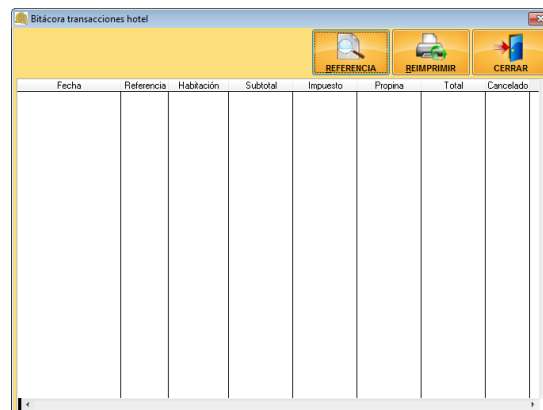 Bitácora transacciones hotel
REFERENCIA REIMPRIMIR CERRAR
Fecha Referencia Habitación Subtotal Impuesto Propina Total Cancelado